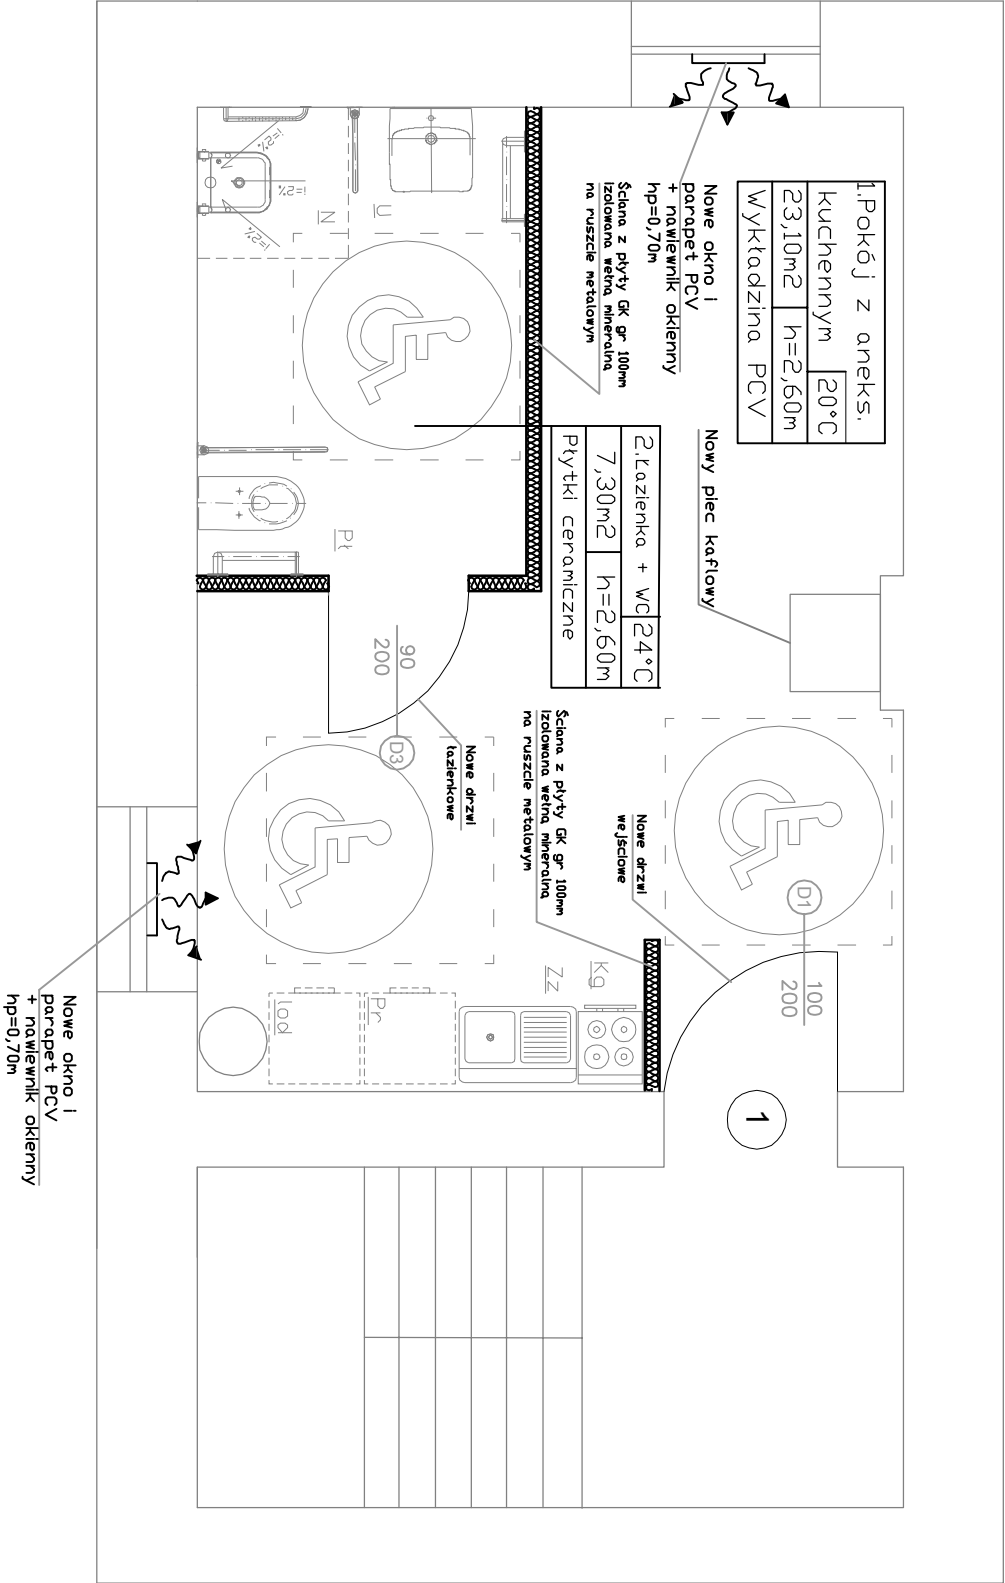 1.Pokój z aneks.
kuchennym
20°C
23,10m2
h=2,60m
Wykładzina PCV
Nowe okno i
parapet PCV
+ nawiewnik okienny
hp=0,70m
Ściana z płyty GK gr 100mm
izolowana wełną mineralną
na ruszcie metalowym
Nowy piec kaflowy
2.Łazienka + WC
24°C
7,30m2
h=2,60m
Płytki ceramiczne
i=2%
i=2%
i=2%
N
U
Pł
90
200
D3
Nowe drzwi
łazienkowe
Ściana z płyty GK gr 100mm
izolowana wełną mineralną
na ruszcie metalowym
Nowe drzwi
wejściowe
D1
100
200
Kg
Zz
Pr
Lod
1
Nowe okno i
parapet PCV
+ nawiewnik okienny
hp=0,70m